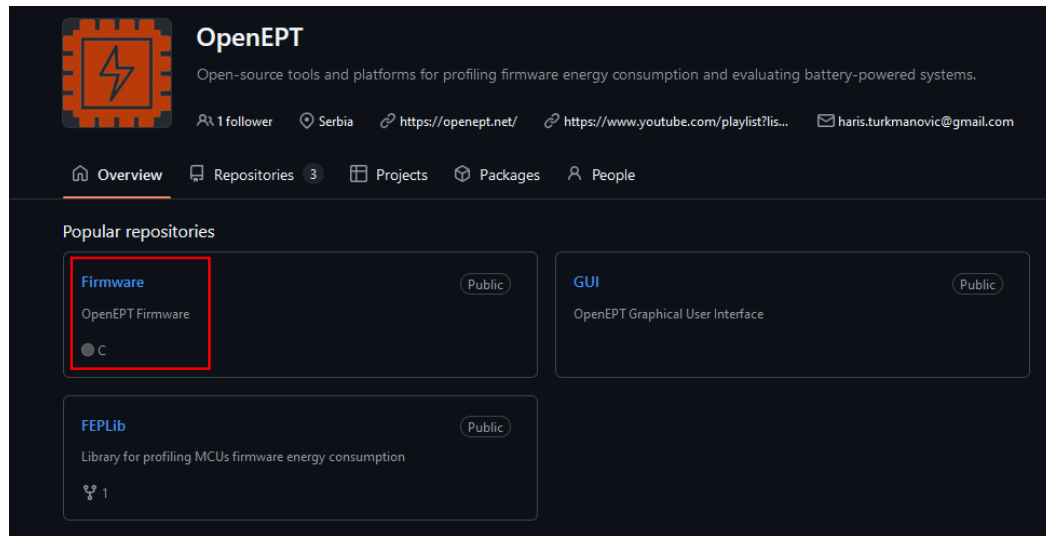 OpenEPT
Open-source tools and platforms for profiling firmware energy consumption and evaluating battery-powered systems.
1 follower Serbia https://openept.net/ https://www.youtube.com/playlist?lis... haris.turkmanovic@gmail.com
Overview Repositories 3 Projects Packages People
Popular repositories
Firmware Public
OpenEPT Firmware
C
GUI Public
OpenEPT Graphical User Interface
FEPLib Public
Library for profiling MCUs firmware energy consumption
1